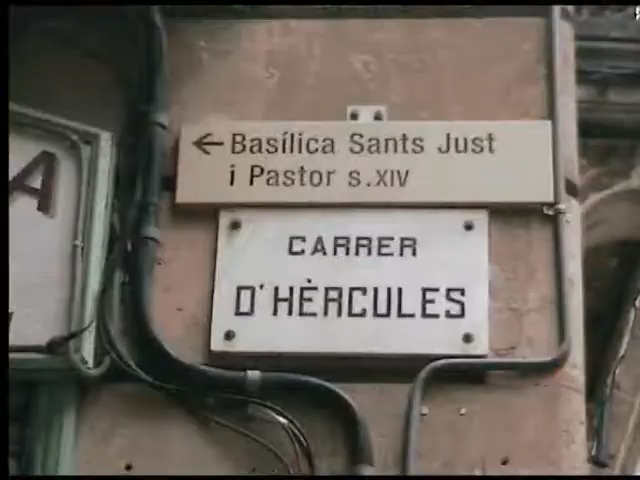 ← Basílica Sants Just
i Pastor s.XIV
CARRER
D'HÈRCULES
A